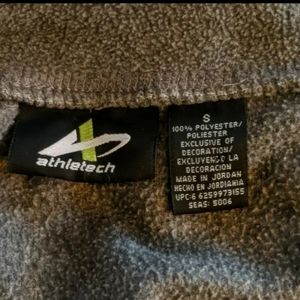 athletech
S
100% POLYESTER/
POLIESTER
EXCLUSIVE OF
DECORATION/
EXCLUYENDO LA
DECORACION
MADE IN JORDAN
HECHO EN JORDANIA
UPC:6 6259973155
SEAS: 5006